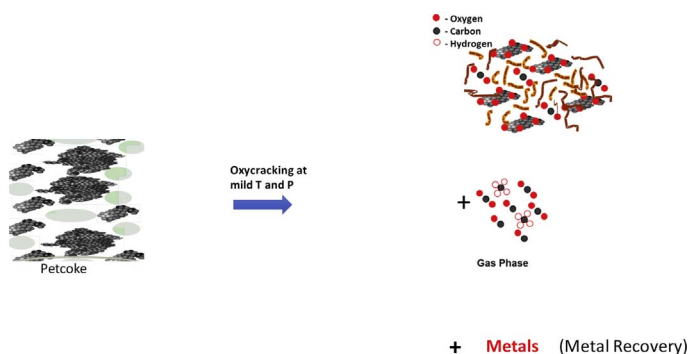 - Oxygen
- Carbon
- Hydrogen
Oxycracking at
mild T and P
Petcoke
+
Gas Phase
+ Metals (Metal Recovery)